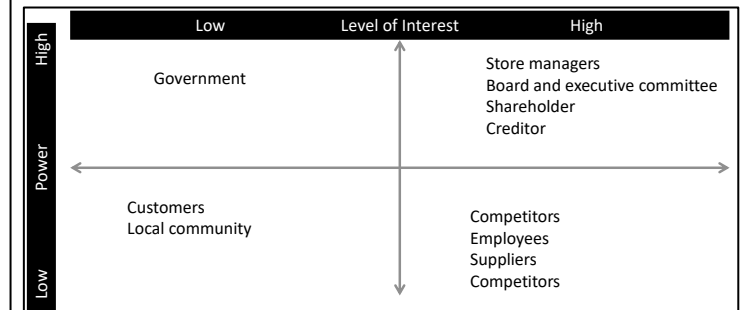 Low Level of Interest High
High
Government
Store managers
Board and executive committee
Shareholder
Creditor
Power
Customers
Local community
Competitors
Employees
Suppliers
Competitors
Low